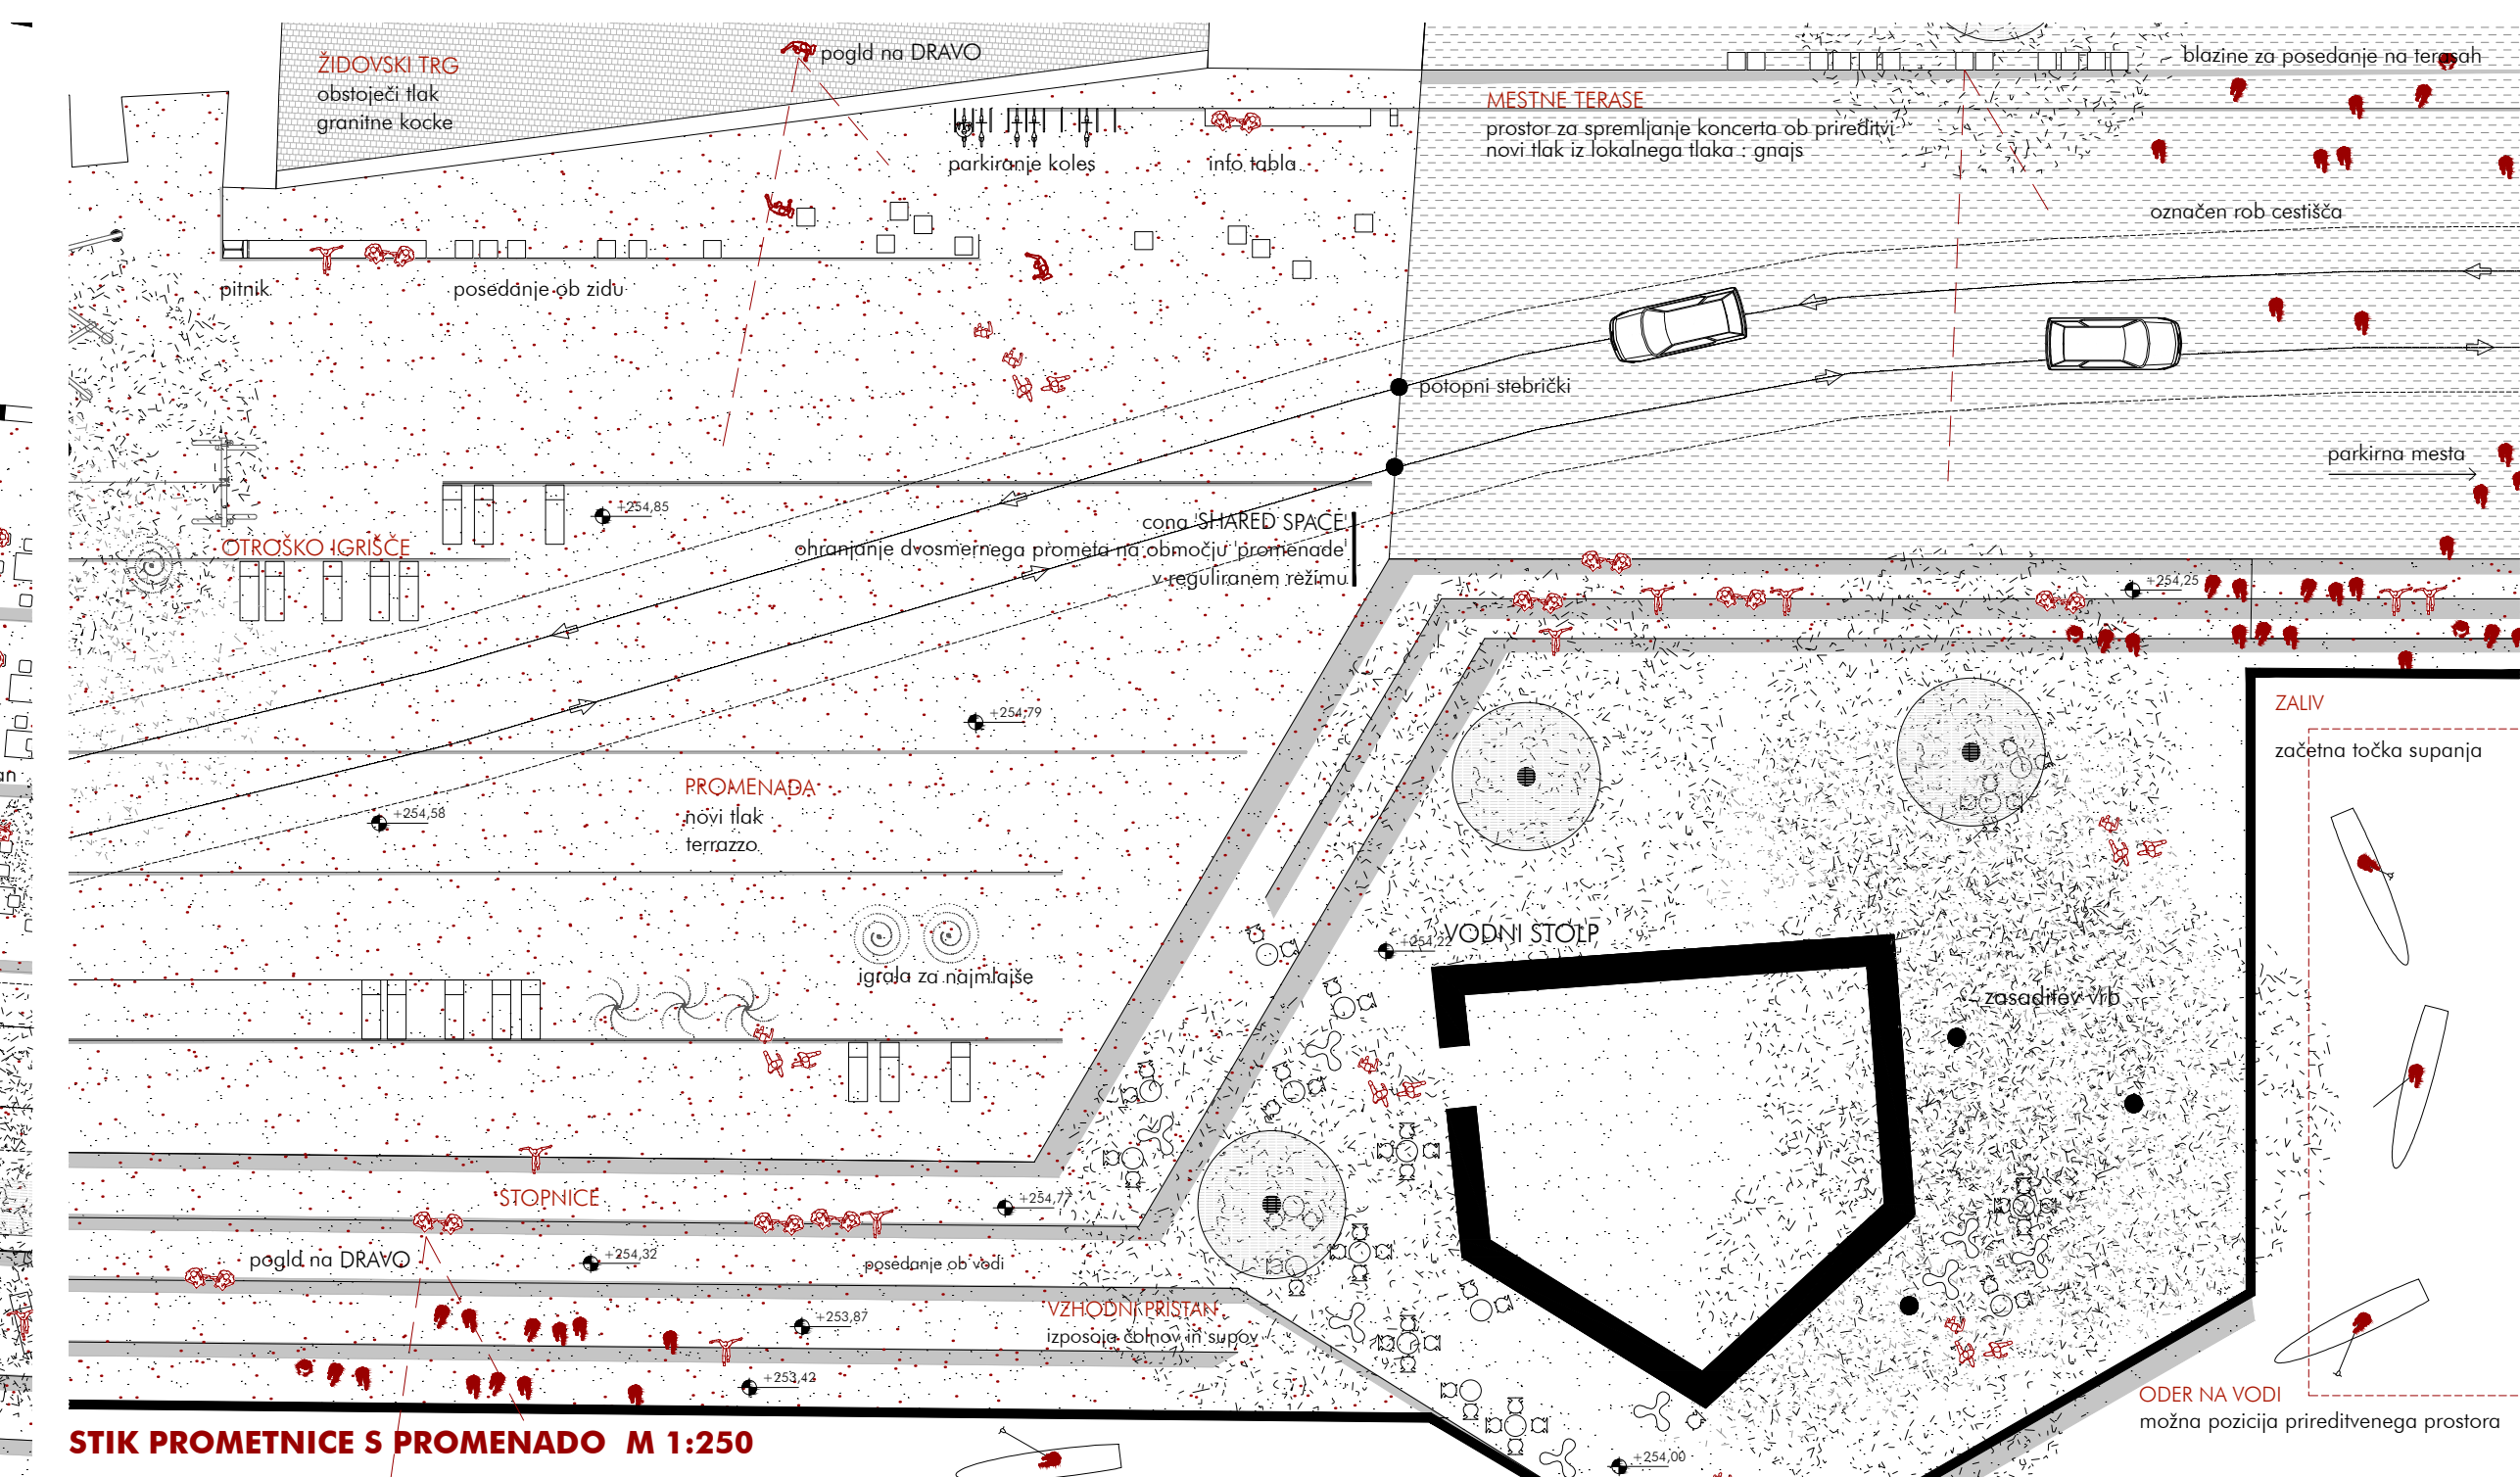 ŽIDOVSKI TRG
obstoječi tlak
granitne kocke
pogld na DRAVO
parkiranje koles
info tabla
MESTNE TERASE
prostor za spremljanje koncerta ob prireditvi
novi tlak iz lokalnega tlaka : gnajs
blazine za posedanje na terasah
označen rob cestišča
pitnik
posedanje ob zidu
potopni stebrički
parkirna mesta
+254,85
cona 'SHARED SPACE'
ohranjanje dvosmernega prometa na območju 'promenade'
v reguliranem režimu
OTROŠKO IGRIŠČE
+254,25
+254,79
ZALIV
začetna točka supanja
an
PROMENADA
novi tlak
terrazzo
+254,58
+254,22
VODNI STOLP
igrala za najmlajše
zasaditev vrb
STOPNICE
+254,77
pogld na DRAVO
+254,32
posedanje ob vodi
VZHODNI PRISTAN
izposoja čolnov in supov
+253,87
+253,42
ODER NA VODI
možna pozicija prireditvenega prostora
STIK PROMETNICE S PROMENADO M 1:250
+254,00